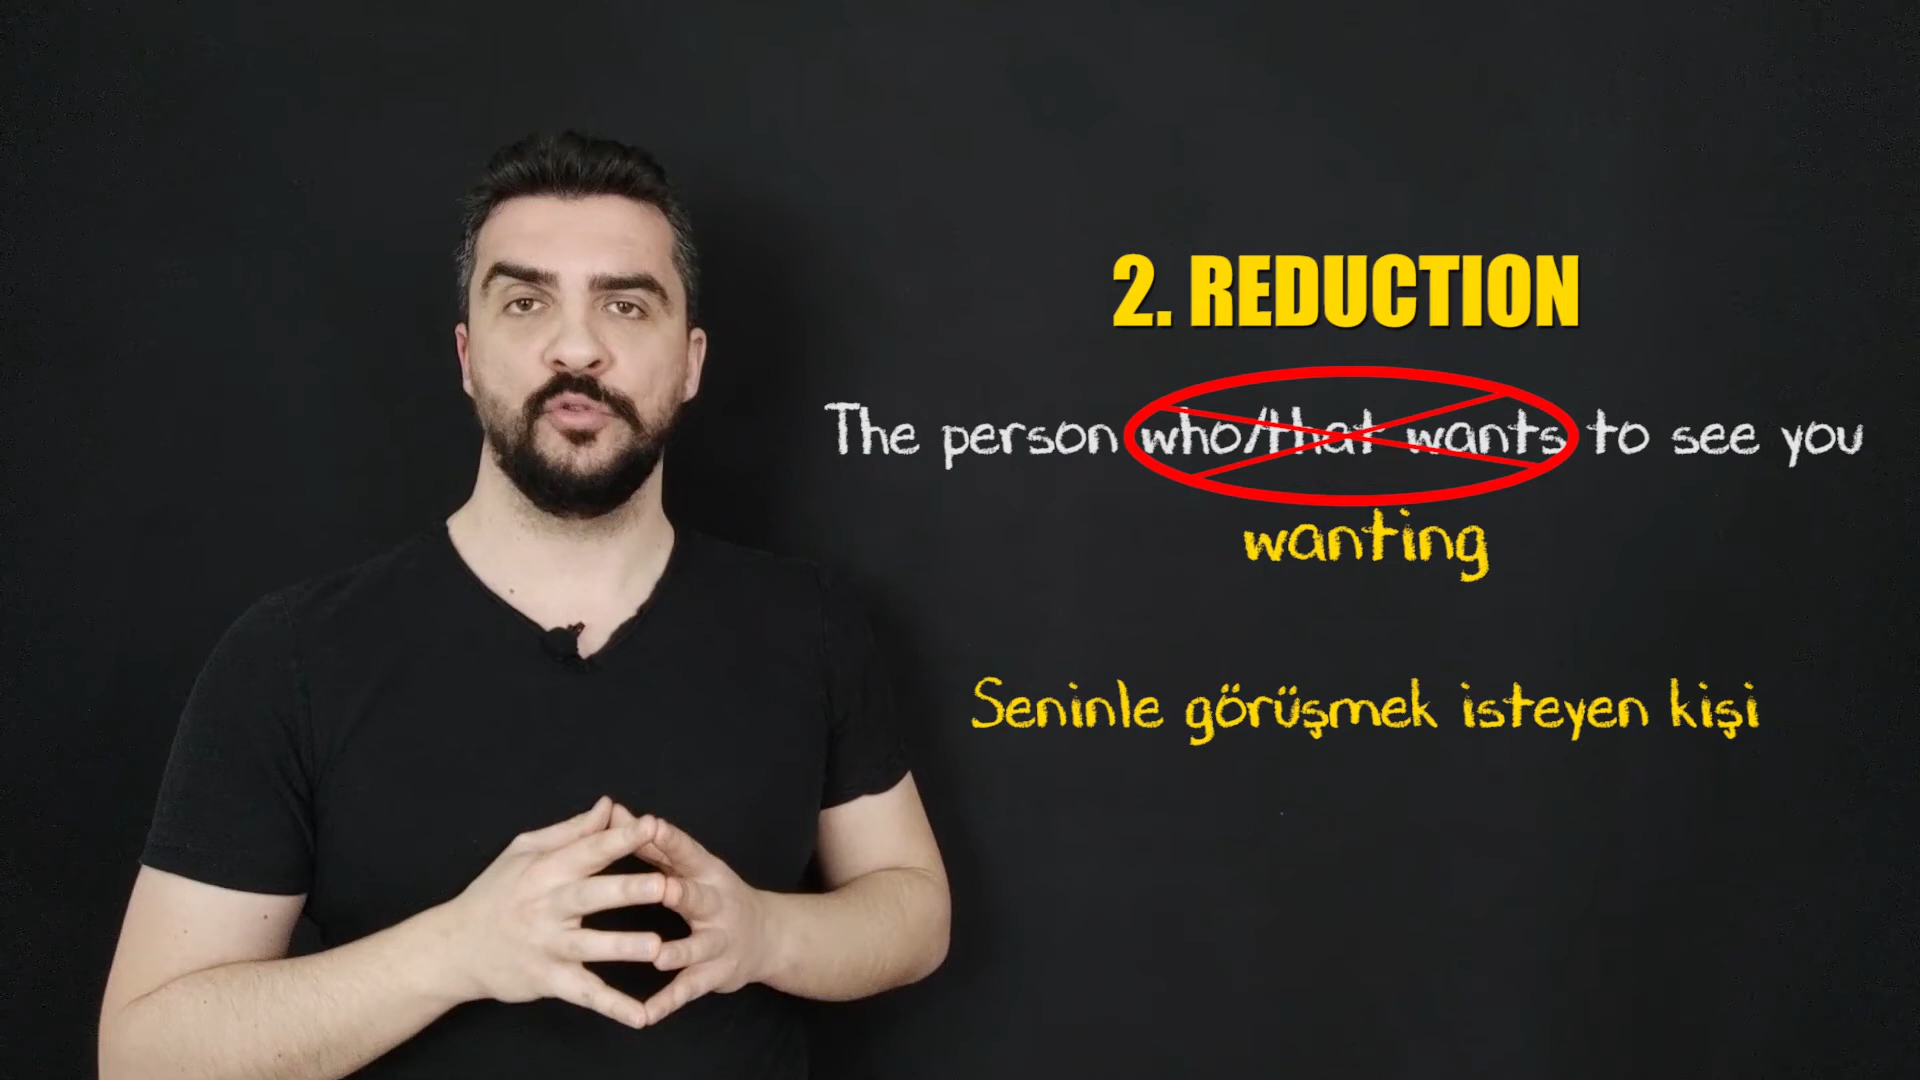 2. REDUCTION
The person who/that wants to see you
wanting
Seninle görüşmek isteyen kişi